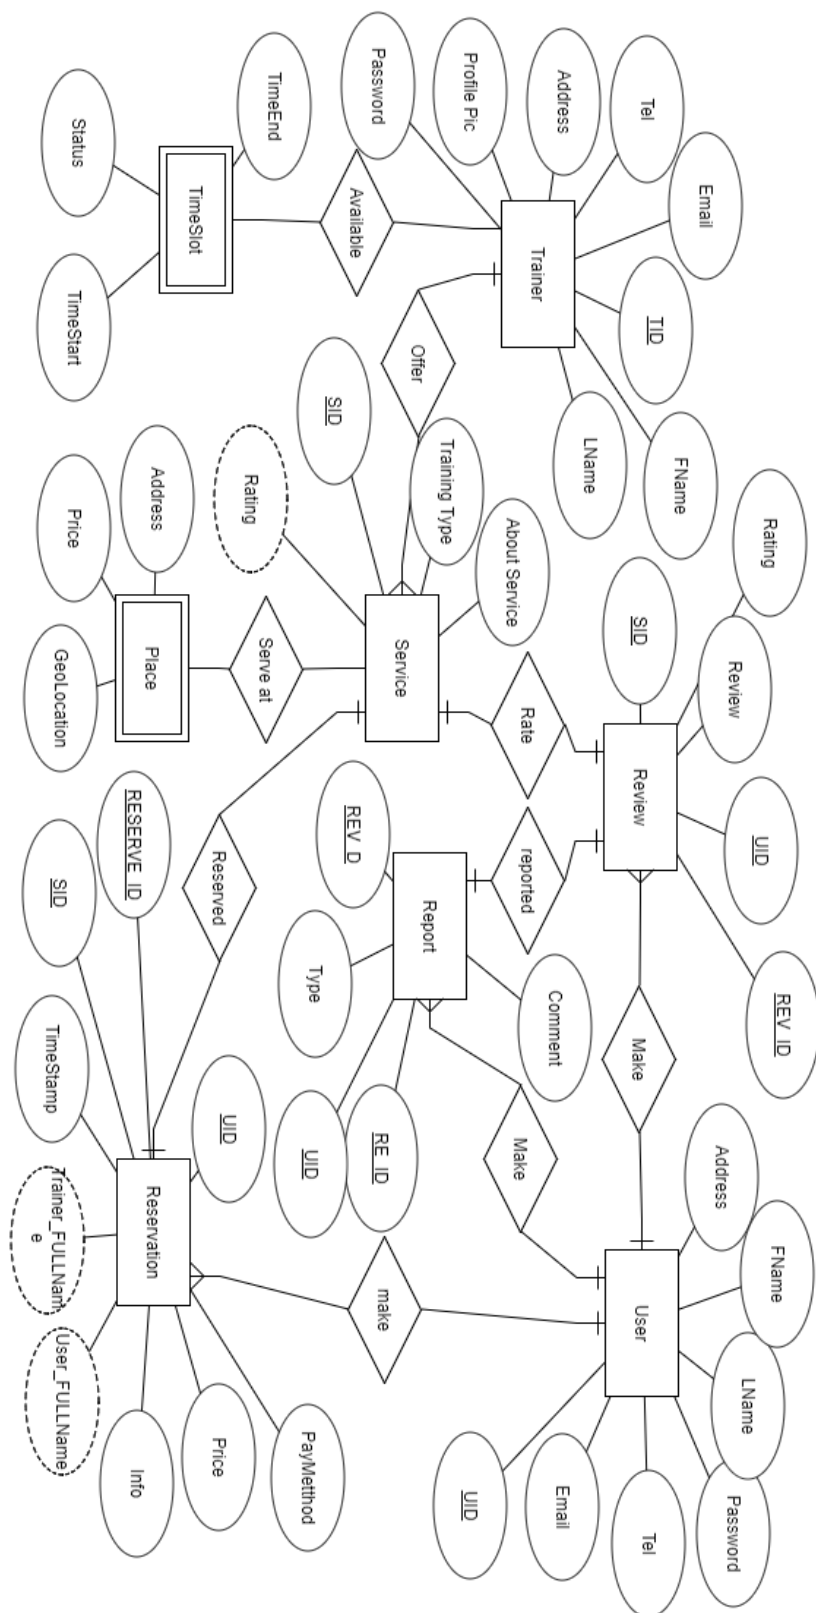 Password
Profile Pic
Address
Tel
Email
TimeEnd
Status
TimeSlot
TimeStart
Available
Trainer
TID
FName
LName
Offer
SID
Training Type
About Service
Rating
Address
Price
GeoLocation
Place
Serve at
Service
Rate
SID
Rating
Review
Review
UID
REV_ID
reported
REV_D
Report
Type
Comment
UID
RE_ID
Make
Make
RESERVE_ID
SID
Reserved
TimeStamp
UID
Trainer_FULLNam
e
Reservation
User_FULLName
Info
Price
PayMetthod
make
Address
FName
LName
Password
User
UID
Email
Tel